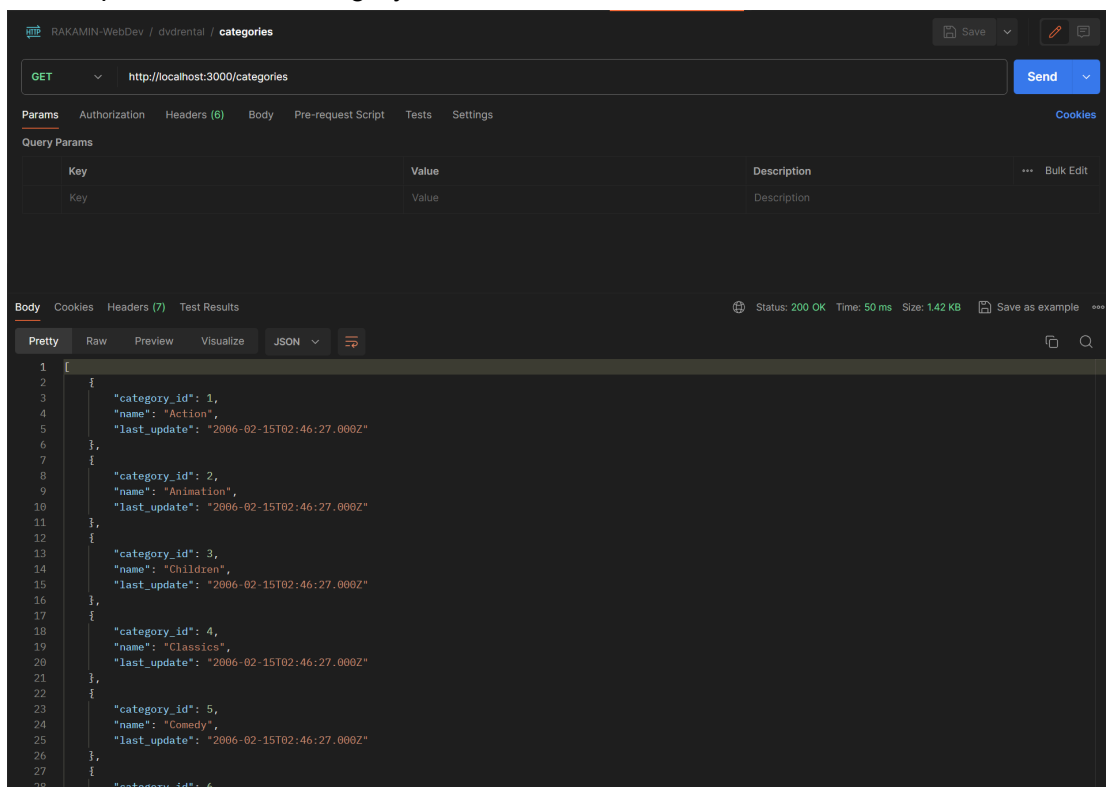 HTTP RAKAMIN-WebDev / dvdrental / categories
Save
GET http://localhost:3000/categories Send
Params Authorization Headers (6) Body Pre-request Script Tests Settings Cookies
Query Params
Key Value Description ••• Bulk Edit
Key Value Description
Body Cookies Headers (7) Test Results Status: 200 OK Time: 50 ms Size: 1.42 KB Save as example •••
Pretty Raw Preview Visualize JSON
1 [
2 {
3 "category_id": 1,
4 "name": "Action",
5 "last_update": "2006-02-15T02:46:27.000Z"
6 },
7 {
8 "category_id": 2,
9 "name": "Animation",
10 "last_update": "2006-02-15T02:46:27.000Z"
11 },
12 {
13 "category_id": 3,
14 "name": "Children",
15 "last_update": "2006-02-15T02:46:27.000Z"
16 },
17 {
18 "category_id": 4,
19 "name": "Classics",
20 "last_update": "2006-02-15T02:46:27.000Z"
21 },
22 {
23 "category_id": 5,
24 "name": "Comedy",
25 "last_update": "2006-02-15T02:46:27.000Z"
26 },
27 {
28 "category_id": 6